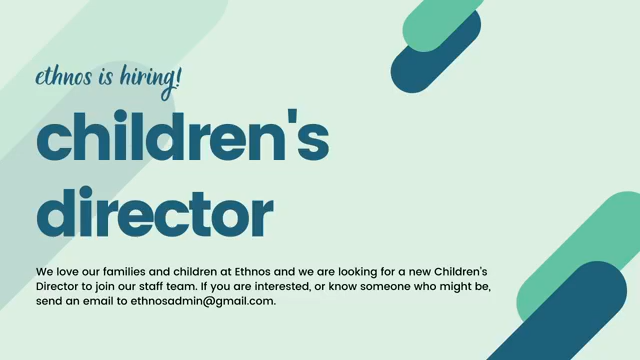 ethnos is hiring!
children's
director
We love our families and children at Ethnos and we are looking for a new Children's
Director to join our staff team. If you are interested, or know someone who might be,
send an email to ethnosadmin@gmail.com.